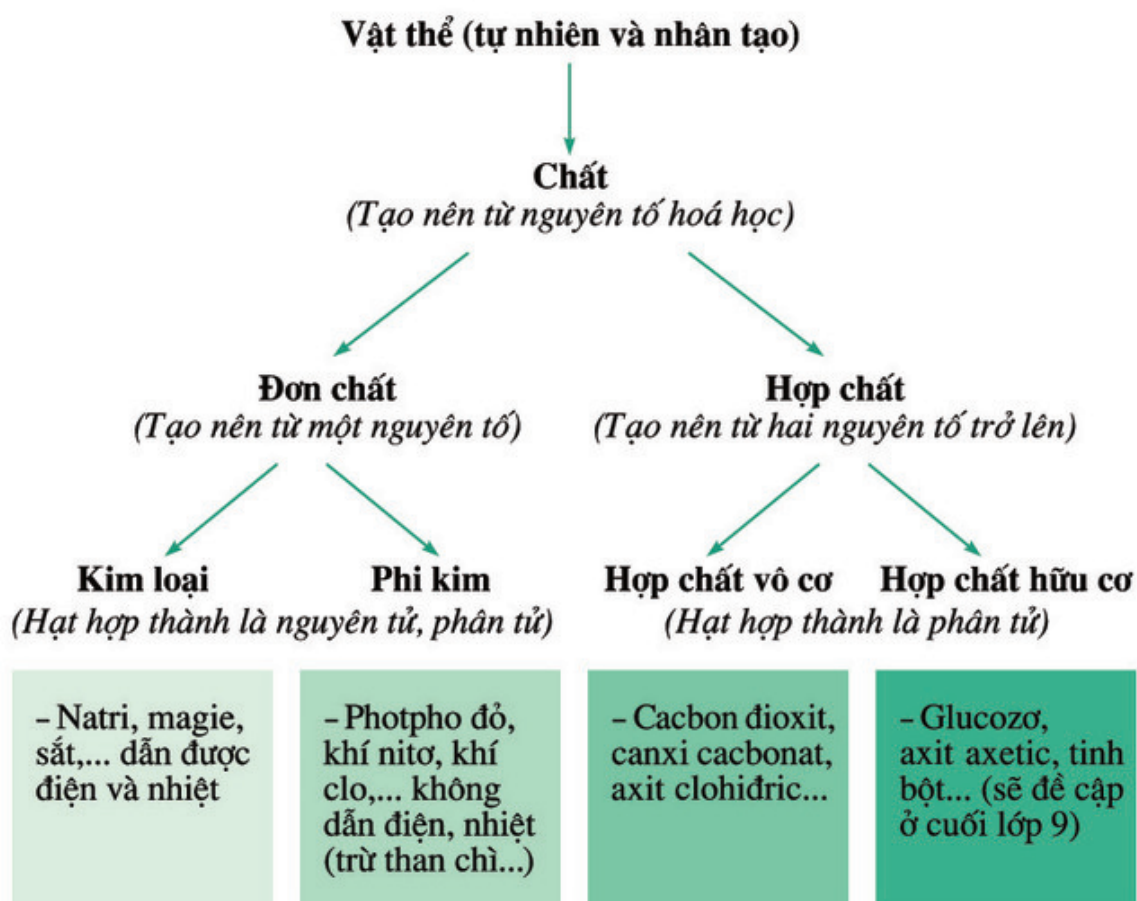 Vật thể (tự nhiên và nhân tạo)
Chất
(Tạo nên từ nguyên tố hoá học)
Đơn chất
(Tạo nên từ một nguyên tố)
Hợp chất
(Tạo nên từ hai nguyên tố trở lên)
Kim loại
Phi kim
(Hạt hợp thành là nguyên tử, phân tử)
Hợp chất vô cơ
Hợp chất hữu cơ
(Hạt hợp thành là phân tử)
– Natri, magie,
sắt,... dẫn được
điện và nhiệt
– Photpho đỏ,
khí nitơ, khí
clo,... không
dẫn điện, nhiệt
(trừ than chì...)
– Cacbon đioxit,
canxi cacbonat,
axit clohiđric...
– Glucozơ,
axit axetic, tinh
bột... (sẽ đề cập
ở cuối lớp 9)